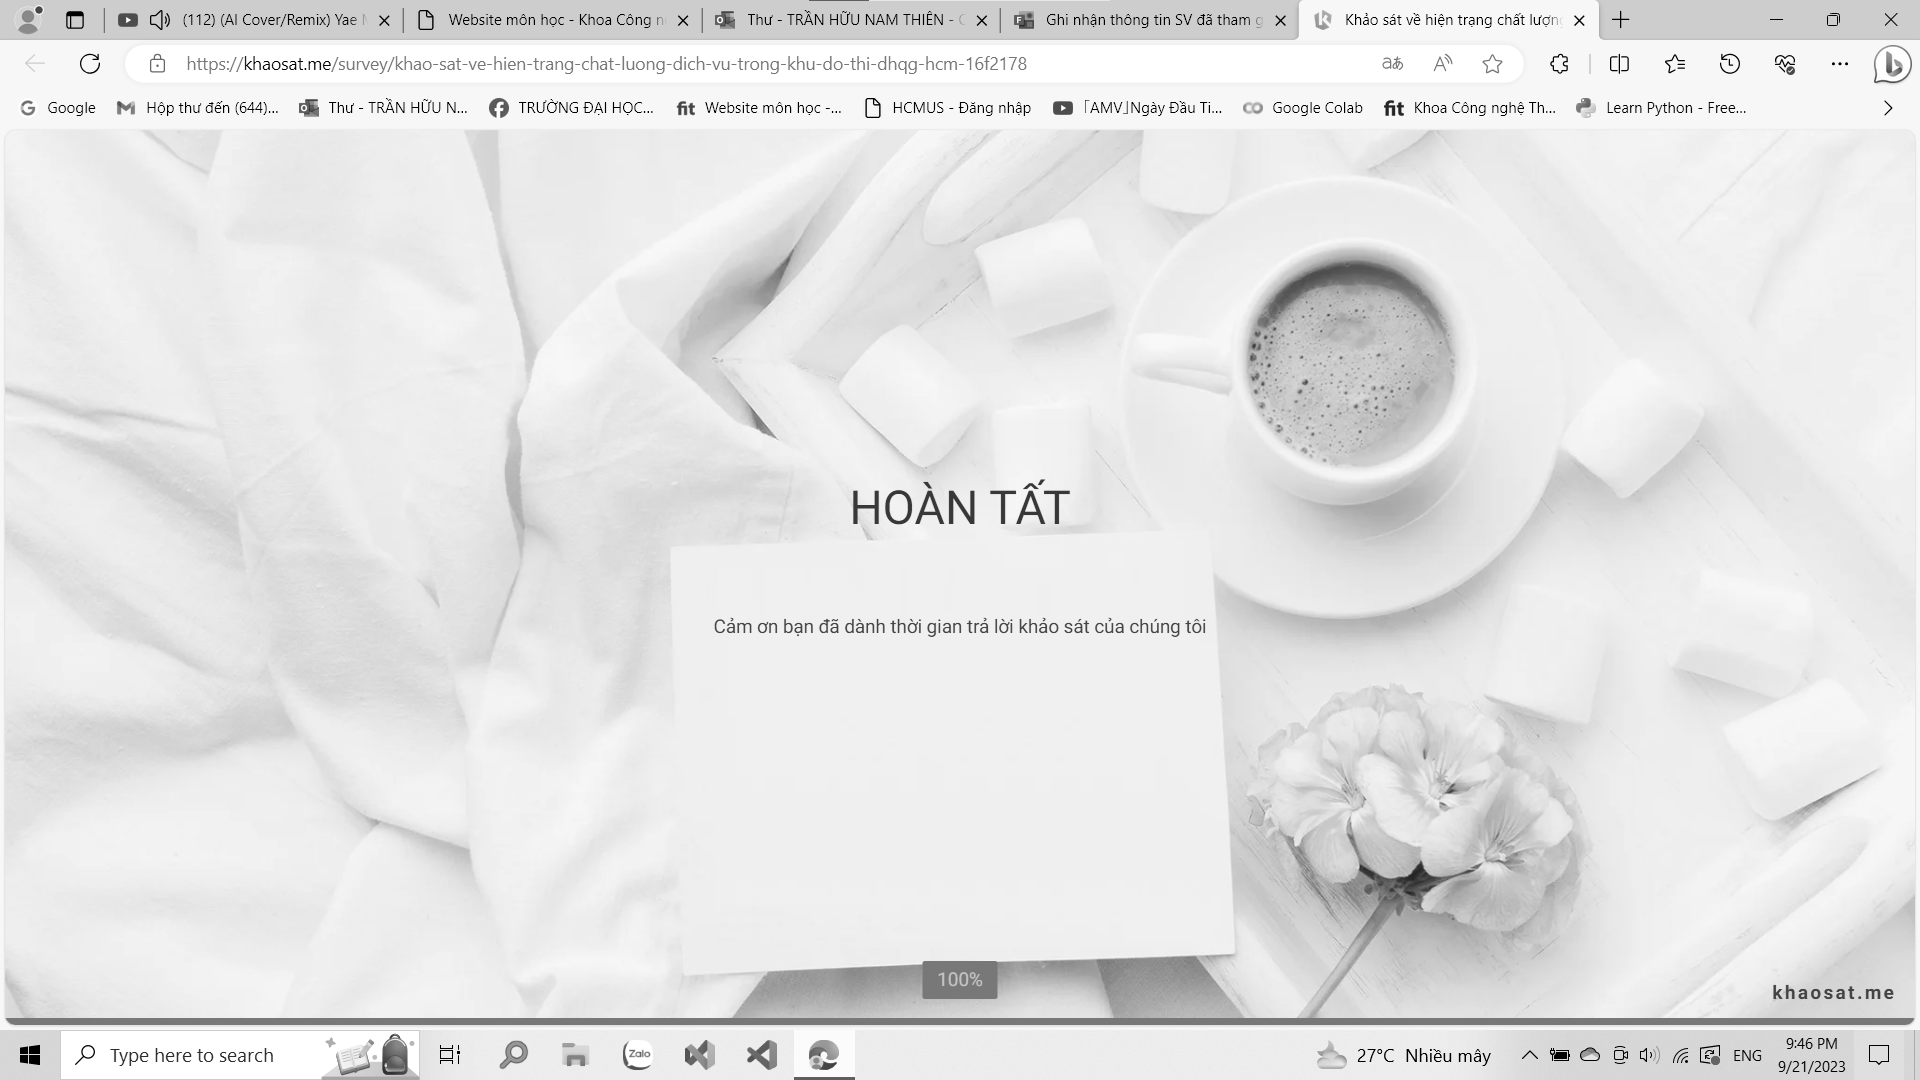 (112) (AI Cover/Remix) Yae
Website môn học - Khoa Công n
Thư - TRẦN HỮU NAM THIÊN -
Ghi nhận thông tin SV đã tham g
Khảo sát về hiện trạng chất lượn
https://khaosat.me/survey/khao-sat-ve-hien-trang-chat-luong-dich-vu-trong-khu-do-thi-dhqg-hcm-16f2178
Google
Hộp thư đến (644)...
Thư - TRẦN HỮU N...
TRƯỜNG ĐẠI HỌC...
fit Website môn học -...
HCMUS - Đăng nhập
「AMV」Ngày Đầu Ti...
Google Colab
fit Khoa Công nghệ Th...
Learn Python - Free...
HOÀN TẤT
Cảm ơn bạn đã dành thời gian trả lời khảo sát của chúng tôi
100%
khaosat.me
Type here to search
Zalo
27°C Nhiều mây
ENG
9:46 PM
9/21/2023